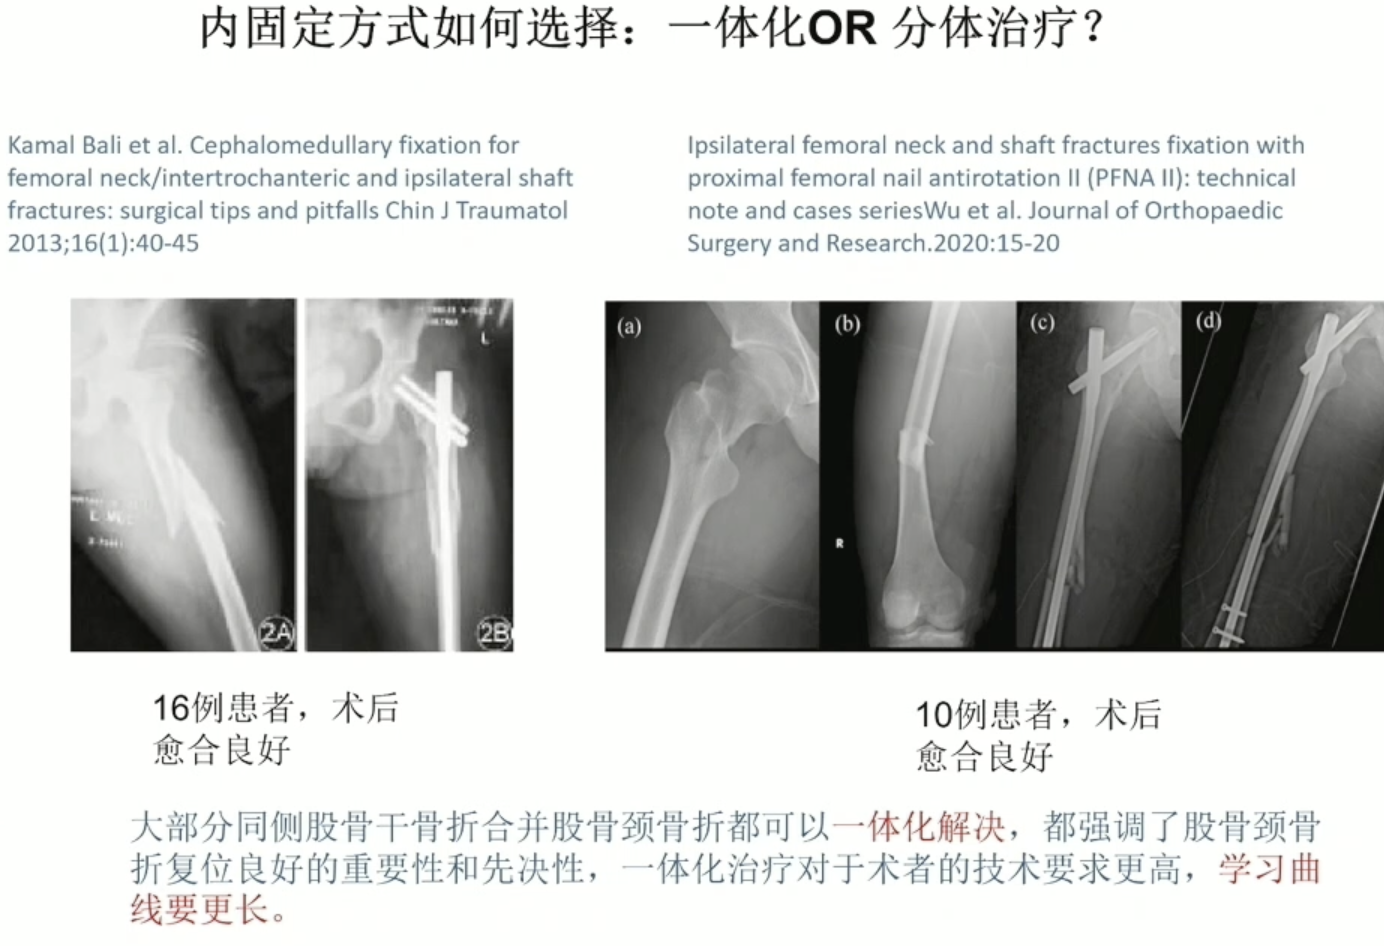 内固定方式如何选择：一体化OR 分体治疗？
Kamal Bali et al. Cephalomedullary fixation for
femoral neck/intertrochanteric and ipsilateral shaft
fractures: surgical tips and pitfalls Chin J Traumatol
2013;16(1):40-45
Ipsilateral femoral neck and shaft fractures fixation with
proximal femoral nail antirotation II (PFNA II): technical
note and cases seriesWu et al. Journal of Orthopaedic
Surgery and Research.2020:15-20
L
2A
2B
(a)
(b)
(c)
(d)
R
16例患者，术后
愈合良好
10例患者，术后
愈合良好
大部分同侧股骨干骨折合并股骨颈骨折都可以一体化解决，都强调了股骨颈骨
折复位良好的重要性和先决性，一体化治疗对于术者的技术要求更高，学习曲
线要更长。